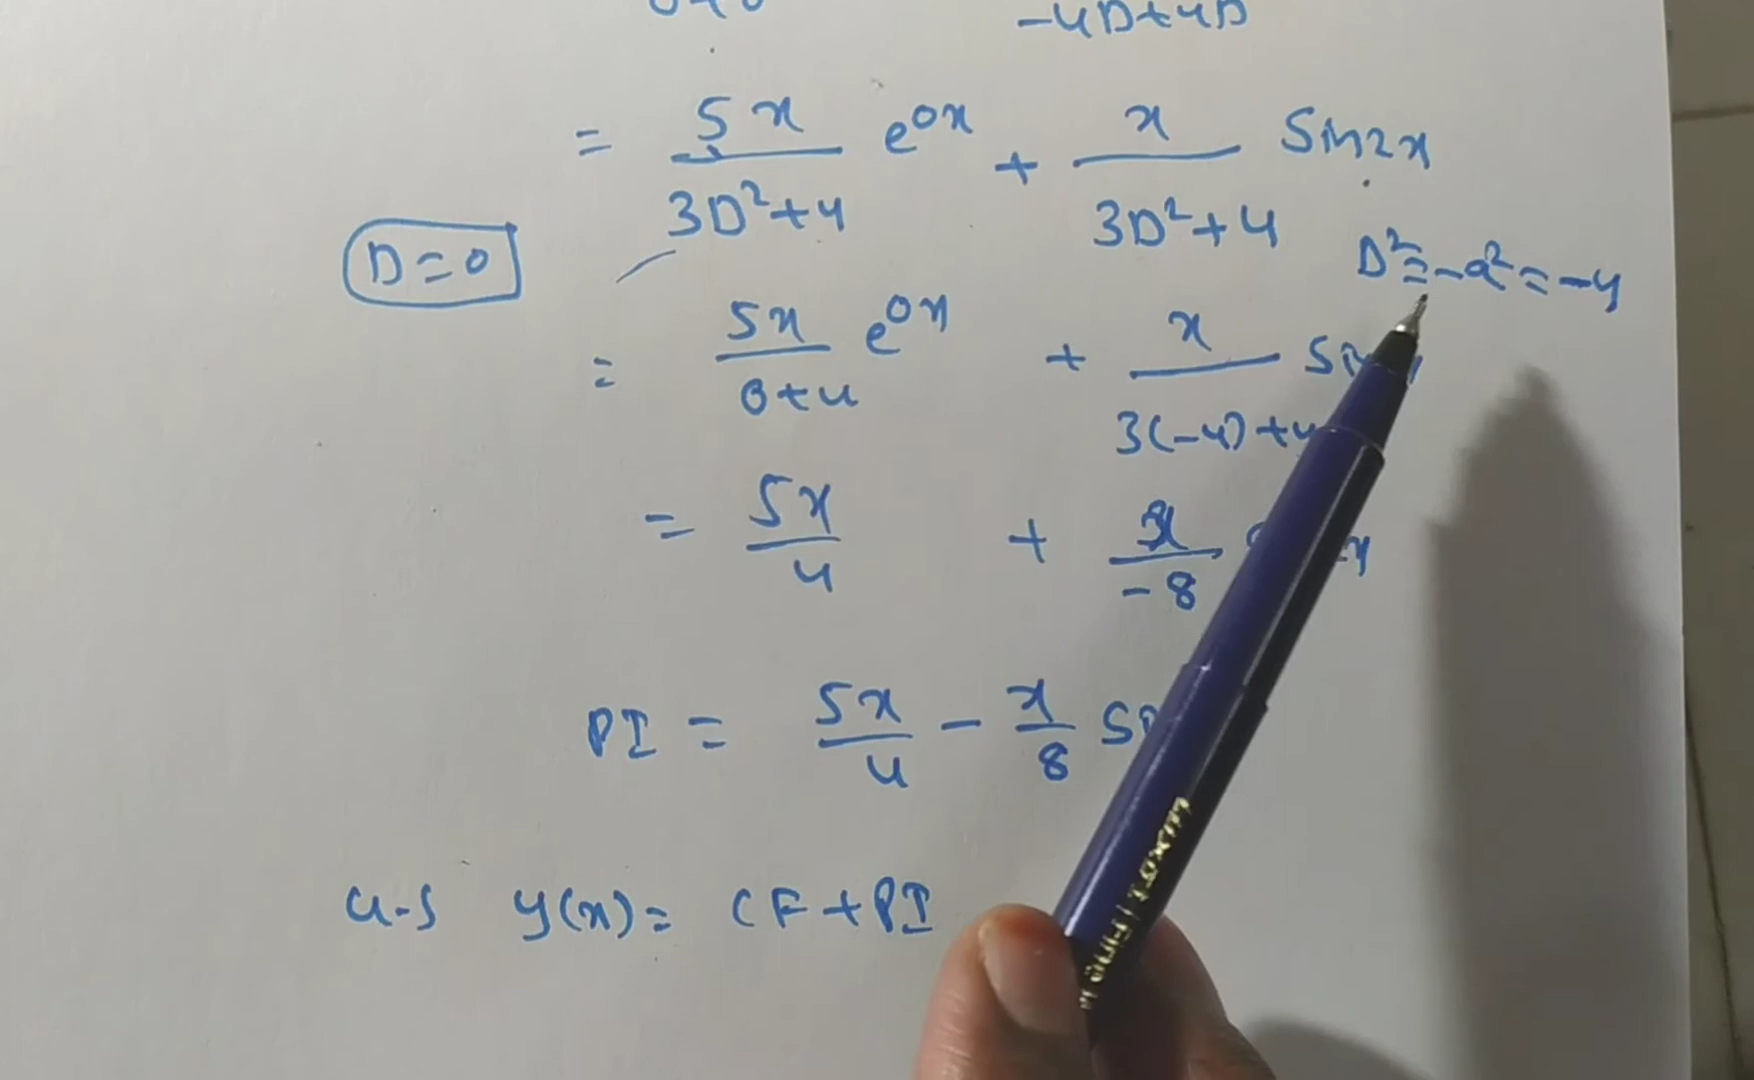 -4D+4D
= 5x/3D²+4 e^0x + x/3D²+4 Sin2x
D=0
D²=-a²=-4
= 5x/0+4 e^0x + x/3(-4)+4
= 5x/4 + x/-8
PI = 5x/4 - x/8
G.S y(x)= CF+PI